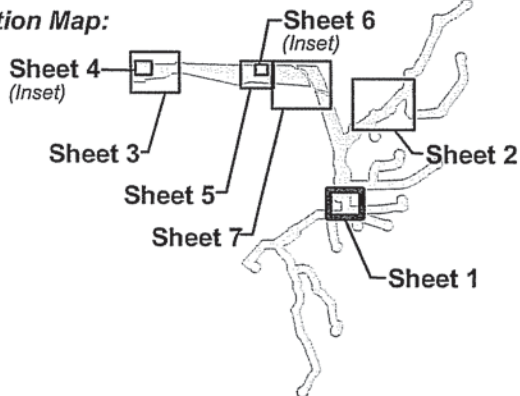 tion Map:
Sheet 6
(Inset)
Sheet 4
(Inset)
Sheet 3
Sheet 2
Sheet 5
Sheet 7
Sheet 1